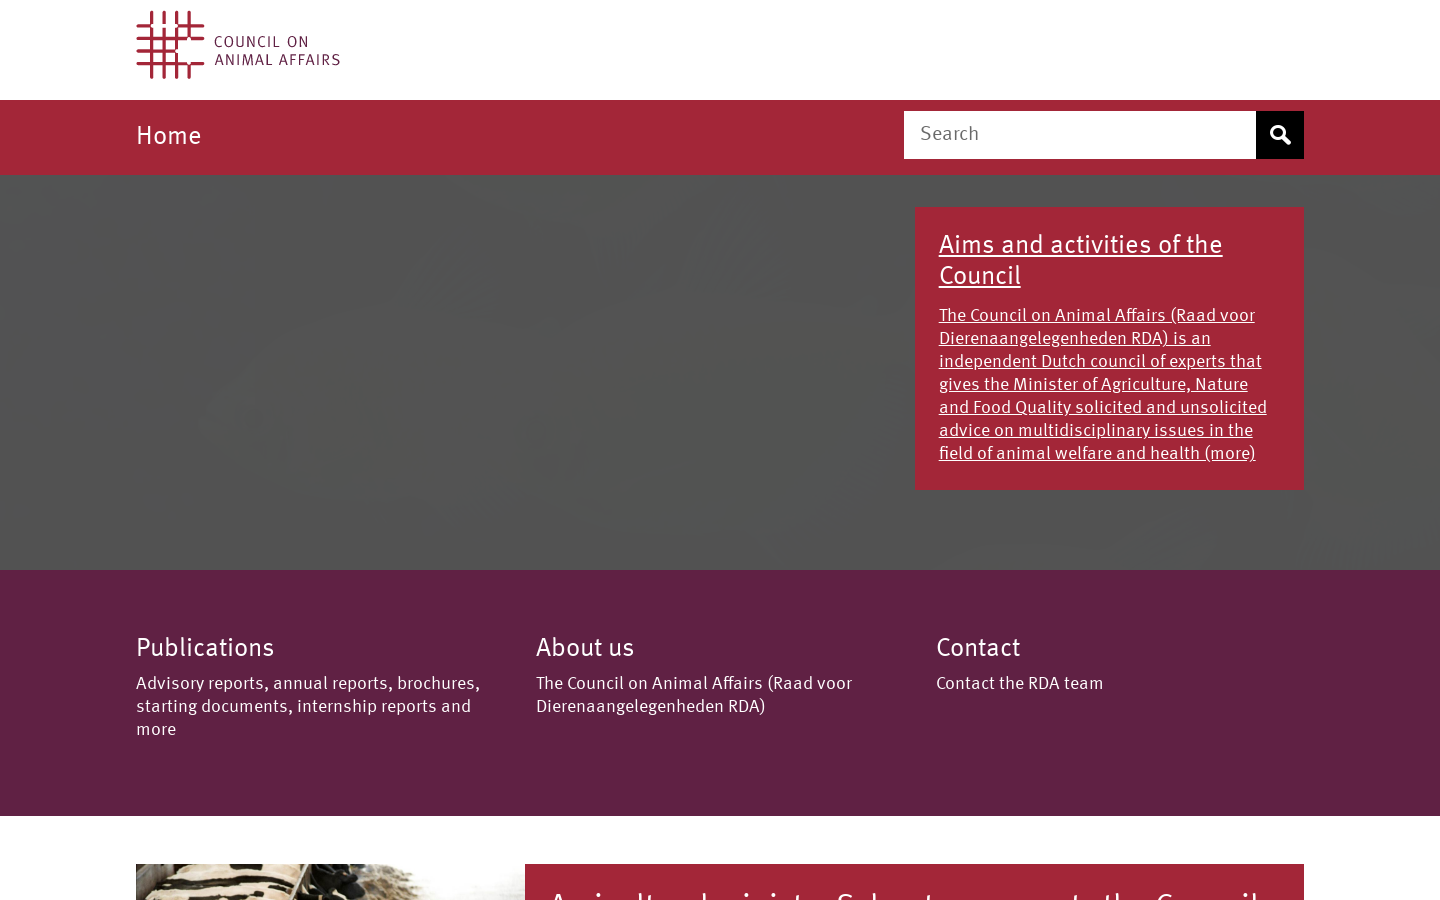 COUNCIL ON
ANIMAL AFFAIRS
Home
Search
Aims and activities of the
Council
The Council on Animal Affairs (Raad voor
Dierenaangelegenheden RDA) is an
independent Dutch council of experts that
gives the Minister of Agriculture, Nature
and Food Quality solicited and unsolicited
advice on multidisciplinary issues in the
field of animal welfare and health (more)
Publications
Advisory reports, annual reports, brochures,
starting documents, internship reports and
more
About us
The Council on Animal Affairs (Raad voor
Dierenaangelegenheden RDA)
Contact
Contact the RDA team